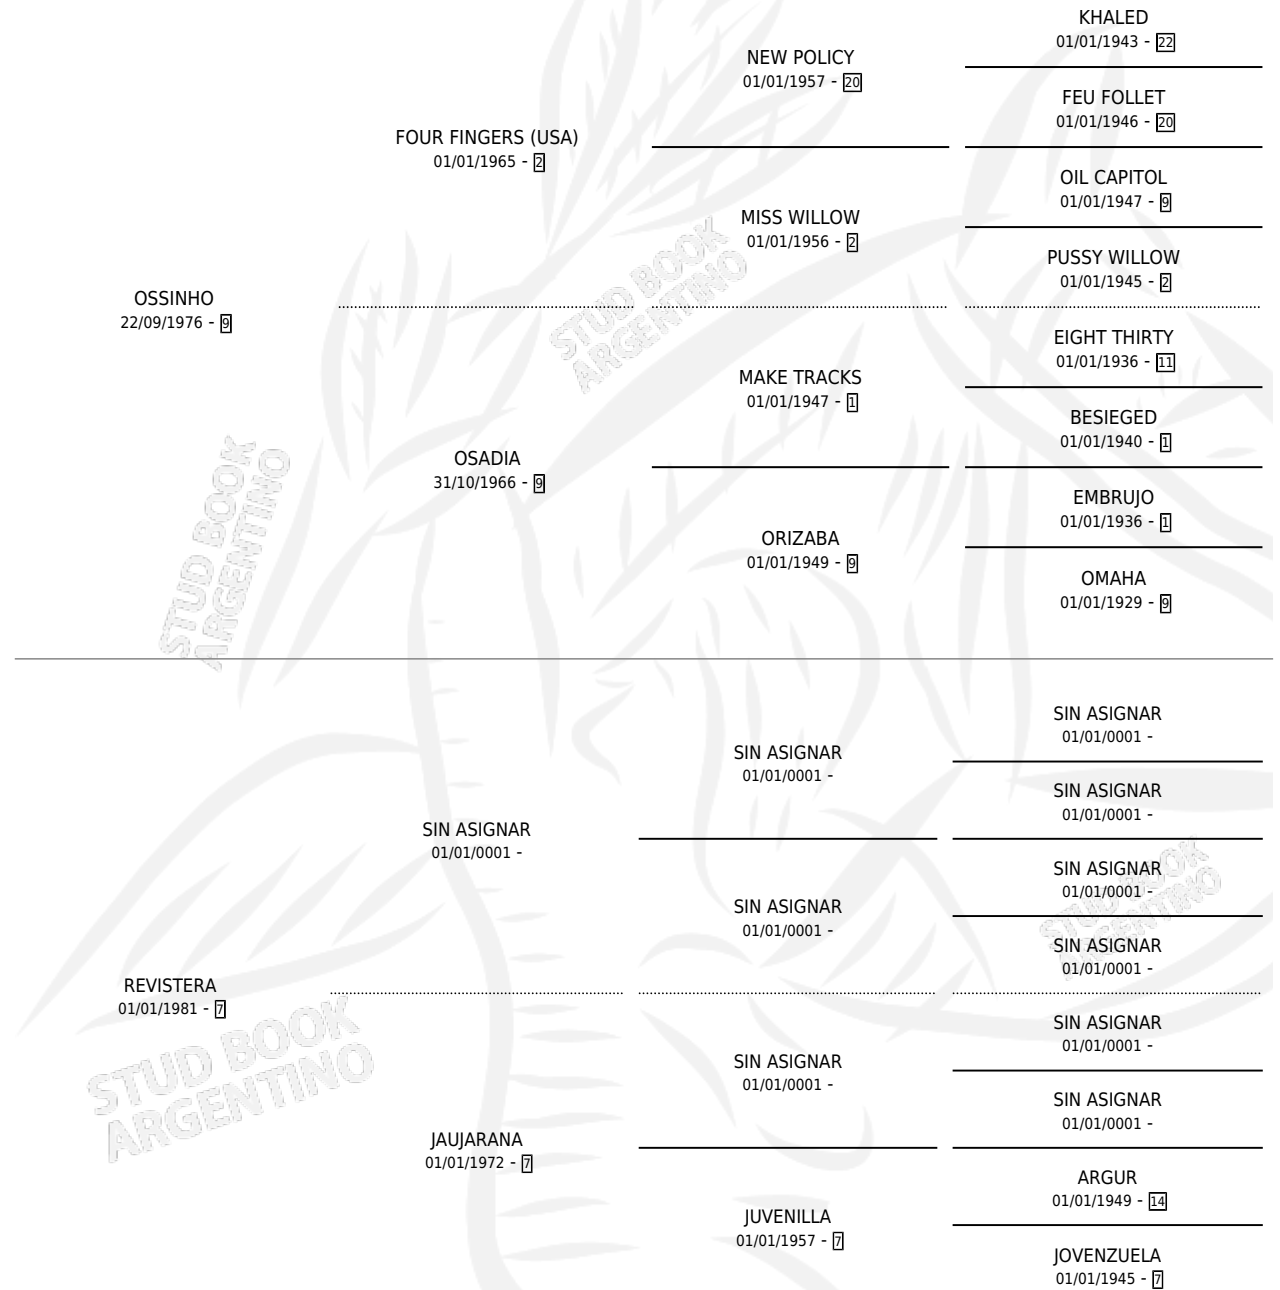 KHALED
01/01/1943 - 22
NEW POLICY
01/01/1957 - 20
FEU FOLLET
01/01/1946 - 20
FOUR FINGERS (USA)
01/01/1965 - 2
OIL CAPITOL
01/01/1947 - 9
MISS WILLOW
01/01/1956 - 2
PUSSY WILLOW
01/01/1945 - 2
STUD BOOK
ARGENTINO
OSSINHO
22/09/1976 - 9
EIGHT THIRTY
01/01/1936 - 11
MAKE TRACKS
01/01/1947 - 1
BESIEGED
01/01/1940 - 1
OSADIA
31/10/1966 - 9
EMBRUJO
01/01/1936 - 1
ORIZABA
01/01/1949 - 9
OMAHA
01/01/1929 - 9
STUD BOOK
ARGENTINO
SIN ASIGNAR
01/01/0001 -
SIN ASIGNAR
01/01/0001 -
SIN ASIGNAR
01/01/0001 -
SIN ASIGNAR
01/01/0001 -
SIN ASIGNAR
01/01/0001 -
SIN ASIGNAR
01/01/0001 -
SIN ASIGNAR
01/01/0001 -
STUD BOOK
ARGENTINO
REVISTERA
01/01/1981 - 7
SIN ASIGNAR
01/01/0001 -
SIN ASIGNAR
01/01/0001 -
SIN ASIGNAR
01/01/0001 -
STUD BOOK
ARGENTINO
JAUJARANA
01/01/1972 - 7
ARGUR
01/01/1949 - 14
JUVENILLA
01/01/1957 - 7
JOVENZUELA
01/01/1945 - 7